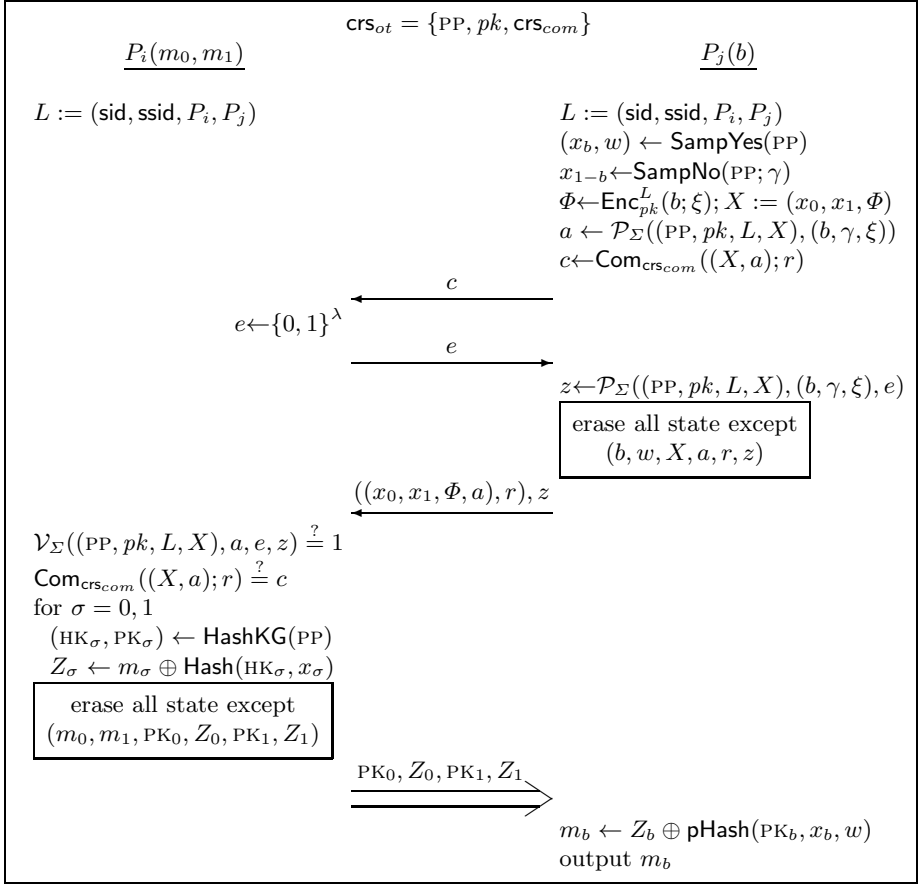 crs_ot = {PP, pk, crs_com}
P_i(m_0, m_1)
P_j(b)
L := (sid, ssid, P_i, P_j)
L := (sid, ssid, P_i, P_j)
(x_b, w) ← SampYes(PP)
x_{1−b}←SampNo(PP; γ)
Φ←Enc^L_{pk}(b; ξ); X := (x_0, x_1, Φ)
a ← 𝒫_Σ((PP, pk, L, X), (b, γ, ξ))
c←Com_{crs_com}((X, a); r)
c
e←{0, 1}^λ
e
z←𝒫_Σ((PP, pk, L, X), (b, γ, ξ), e)
erase all state except
(b, w, X, a, r, z)
((x_0, x_1, Φ, a), r), z
𝒱_Σ((PP, pk, L, X), a, e, z) ≟ 1
Com_{crs_com}((X, a); r) ≟ c
for σ = 0, 1
(HK_σ, PK_σ) ← HashKG(PP)
Z_σ ← m_σ ⊕ Hash(HK_σ, x_σ)
erase all state except
(m_0, m_1, PK_0, Z_0, PK_1, Z_1)
PK_0, Z_0, PK_1, Z_1
m_b ← Z_b ⊕ pHash(PK_b, x_b, w)
output m_b